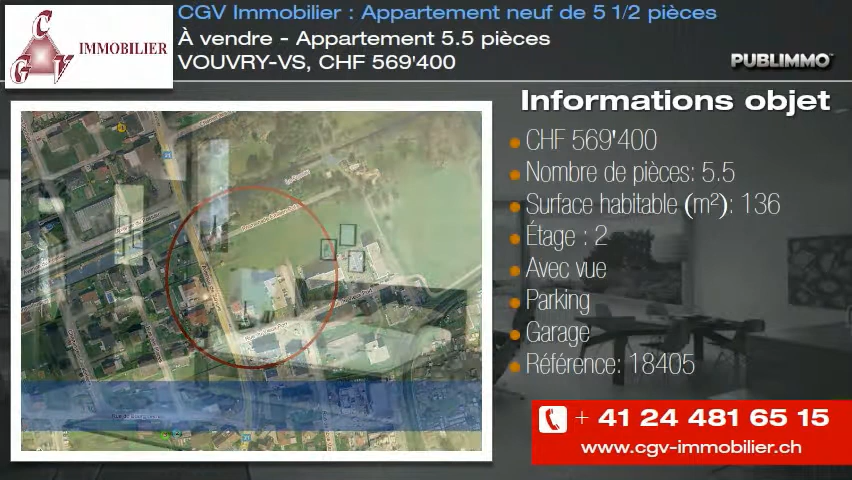 CGV Immobilier : Appartement neuf de 5 1/2 pièces
À vendre - Appartement 5.5 pièces
VOUVRY-VS, CHF 569'400
C G V IMMOBILIER
PUBLIMMO
Informations objet
CHF 569'400
Nombre de pièces: 5.5
Surface habitable (m²): 136
Étage : 2
Avec vue
Parking
Garage
Référence: 18405
+ 41 24 481 65 15
www.cgv-immobilier.ch